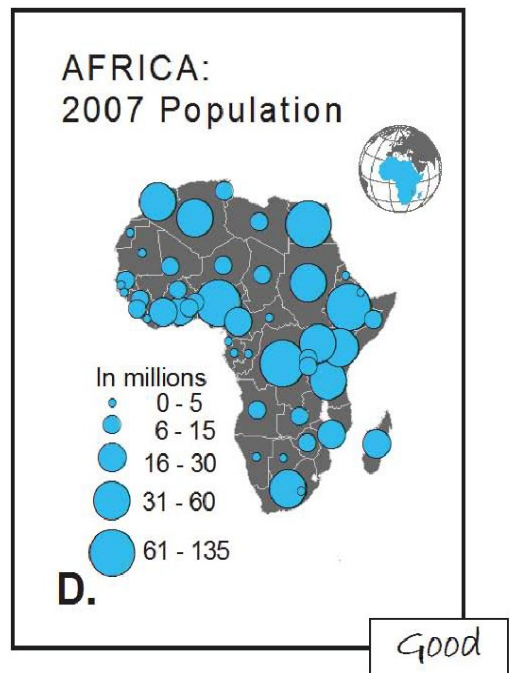 AFRICA:
2007 Population
In millions
0 - 5
6 - 15
16 - 30
31 - 60
61 - 135
D.
Good